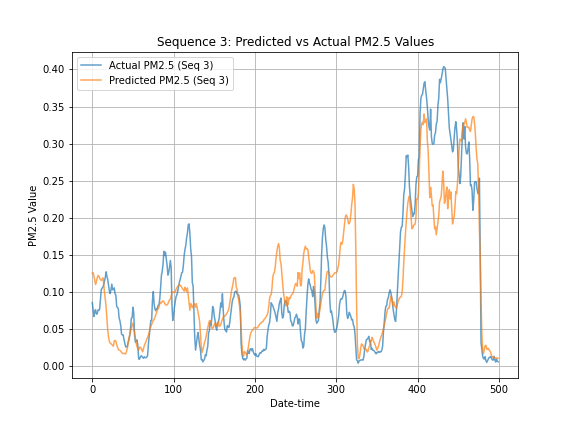 Sequence 3: Predicted vs Actual PM2.5 Values
Actual PM2.5 (Seq 3)
Predicted PM2.5 (Seq 3)
0.40
0.35
0.30
0.25
0.20
0.15
0.10
0.05
0.00
PM2.5 Value
0 100 200 300 400 500
Date-time